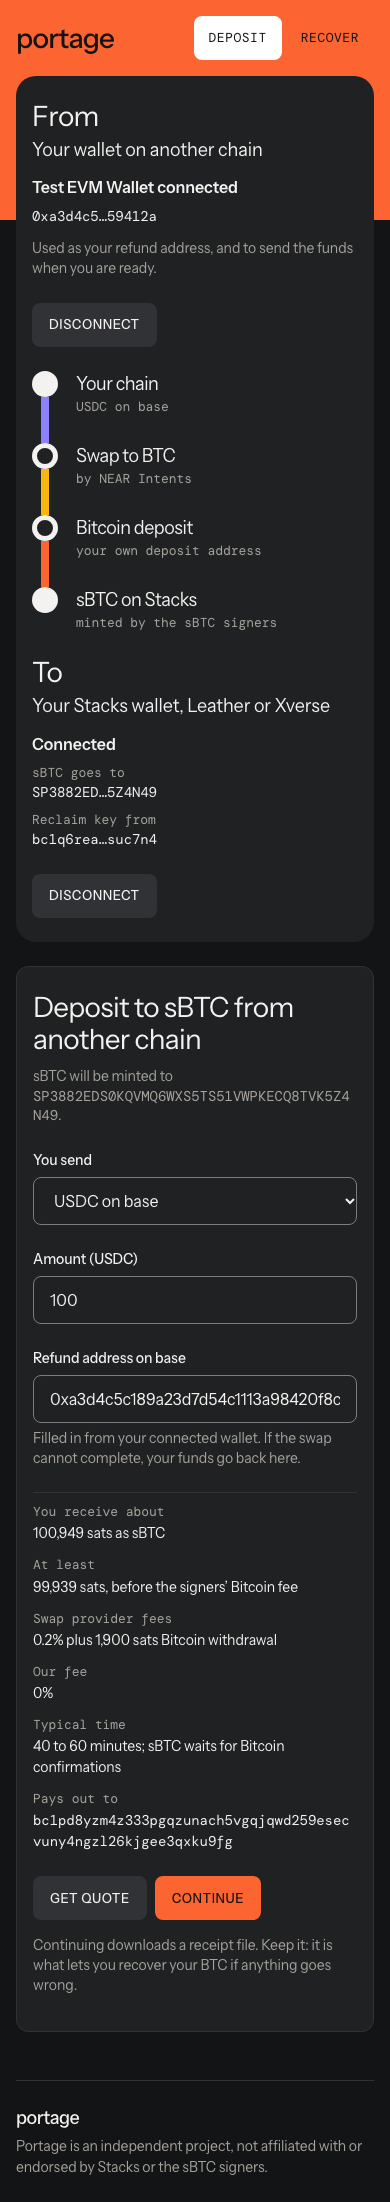 portage
DEPOSIT
RECOVER
From
Your wallet on another chain
Test EVM Wallet connected
0xa3d4c5…59412a
Used as your refund address, and to send the funds
when you are ready.
DISCONNECT
Your chain
USDC on base
Swap to BTC
by NEAR Intents
Bitcoin deposit
your own deposit address
sBTC on Stacks
minted by the sBTC signers
To
Your Stacks wallet, Leather or Xverse
Connected
sBTC goes to
SP3882ED…5Z4N49
Reclaim key from
bc1q6rea…suc7n4
DISCONNECT
Deposit to sBTC from
another chain
sBTC will be minted to
SP3882EDS0KQVMQ6WXS5TS51VWPKECQ8TVK5Z4
N49.
You send
USDC on base
Amount (USDC)
100
Refund address on base
0xa3d4c5c189a23d7d54c1113a98420f8c
Filled in from your connected wallet. If the swap
cannot complete, your funds go back here.
You receive about
100,949 sats as sBTC
At least
99,939 sats, before the signers’ Bitcoin fee
Swap provider fees
0.2% plus 1,900 sats Bitcoin withdrawal
Our fee
0%
Typical time
40 to 60 minutes; sBTC waits for Bitcoin
confirmations
Pays out to
bc1pd8yzm4z333pgqzunach5vgqjqwd259esec
vuny4ngzl26kjgee3qxku9fg
GET QUOTE
CONTINUE
Continuing downloads a receipt file. Keep it: it is
what lets you recover your BTC if anything goes
wrong.
portage
Portage is an independent project, not affiliated with or
endorsed by Stacks or the sBTC signers.